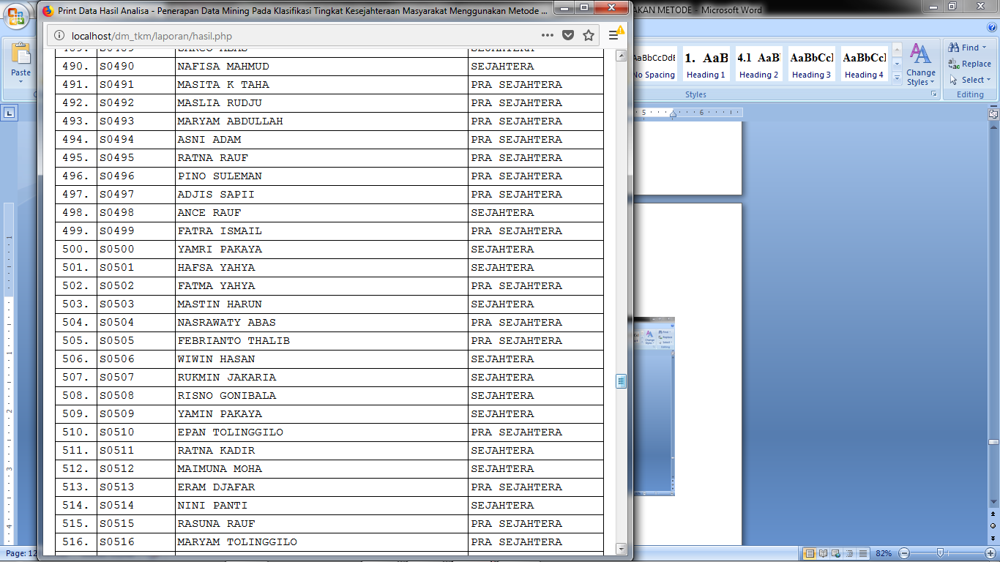 Print Data Hasil Analisa - Penerapan Data Mining Pada Klasifikasi Tingkat Kesejahteraan Masyarakat Menggunakan Metode ...
AKAN METODE - Microsoft Word
localhost/dm_tkm/laporan/hasil.php
Paste
AaBbCcDdE AaB AaB AaBbCcI AaBbCcI
1. 4.1
No Spacing Heading 1 Heading 2 Heading 3 Heading 4
Change Styles
Styles
Find
Replace
Select
Editing
490. S0490 NAFISA MAHMUD SEJAHTERA
491. S0491 MASITA K TAHA PRA SEJAHTERA
492. S0492 MASLIA RUDJU PRA SEJAHTERA
493. S0493 MARYAM ABDULLAH PRA SEJAHTERA
494. S0494 ASNI ADAM PRA SEJAHTERA
495. S0495 RATNA RAUF PRA SEJAHTERA
496. S0496 PINO SULEMAN PRA SEJAHTERA
497. S0497 ADJIS SAPII PRA SEJAHTERA
498. S0498 ANCE RAUF SEJAHTERA
499. S0499 FATRA ISMAIL PRA SEJAHTERA
500. S0500 YAMRI PAKAYA SEJAHTERA
501. S0501 HAFSA YAHYA SEJAHTERA
502. S0502 FATMA YAHYA PRA SEJAHTERA
503. S0503 MASTIN HARUN SEJAHTERA
504. S0504 NASRAWATY ABAS PRA SEJAHTERA
505. S0505 FEBRIANTO THALIB PRA SEJAHTERA
506. S0506 WIWIN HASAN SEJAHTERA
507. S0507 RUKMIN JAKARIA SEJAHTERA
508. S0508 RISNO GONIBALA SEJAHTERA
509. S0509 YAMIN PAKAYA SEJAHTERA
510. S0510 EPAN TOLINGGILO PRA SEJAHTERA
511. S0511 RATNA KADIR SEJAHTERA
512. S0512 MAIMUNA MOHA SEJAHTERA
513. S0513 ERAM DJAFAR PRA SEJAHTERA
514. S0514 NINI PANTI SEJAHTERA
515. S0515 RASUNA RAUF PRA SEJAHTERA
516. S0516 MARYAM TOLINGGILO PRA SEJAHTERA
Page: 12
82%